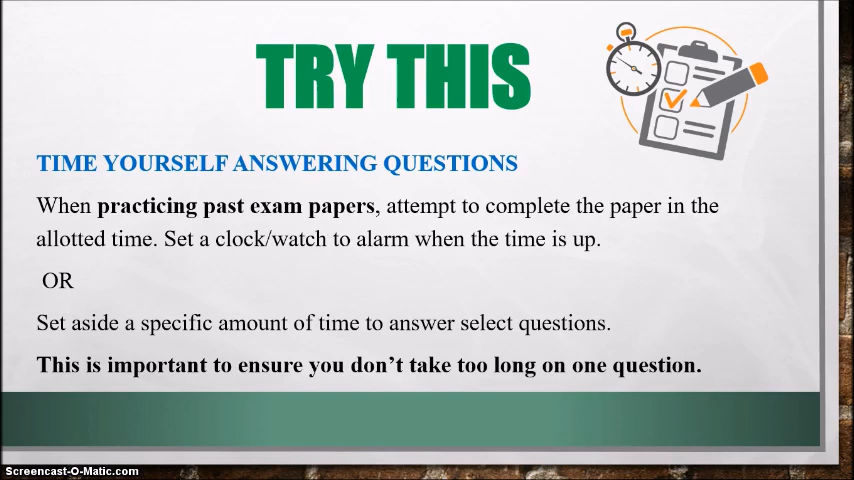 TRY THIS
TIME YOURSELF ANSWERING QUESTIONS
When practicing past exam papers, attempt to complete the paper in the
allotted time. Set a clock/watch to alarm when the time is up.
OR
Set aside a specific amount of time to answer select questions.
This is important to ensure you don’t take too long on one question.
Screencast-O-Matic.com